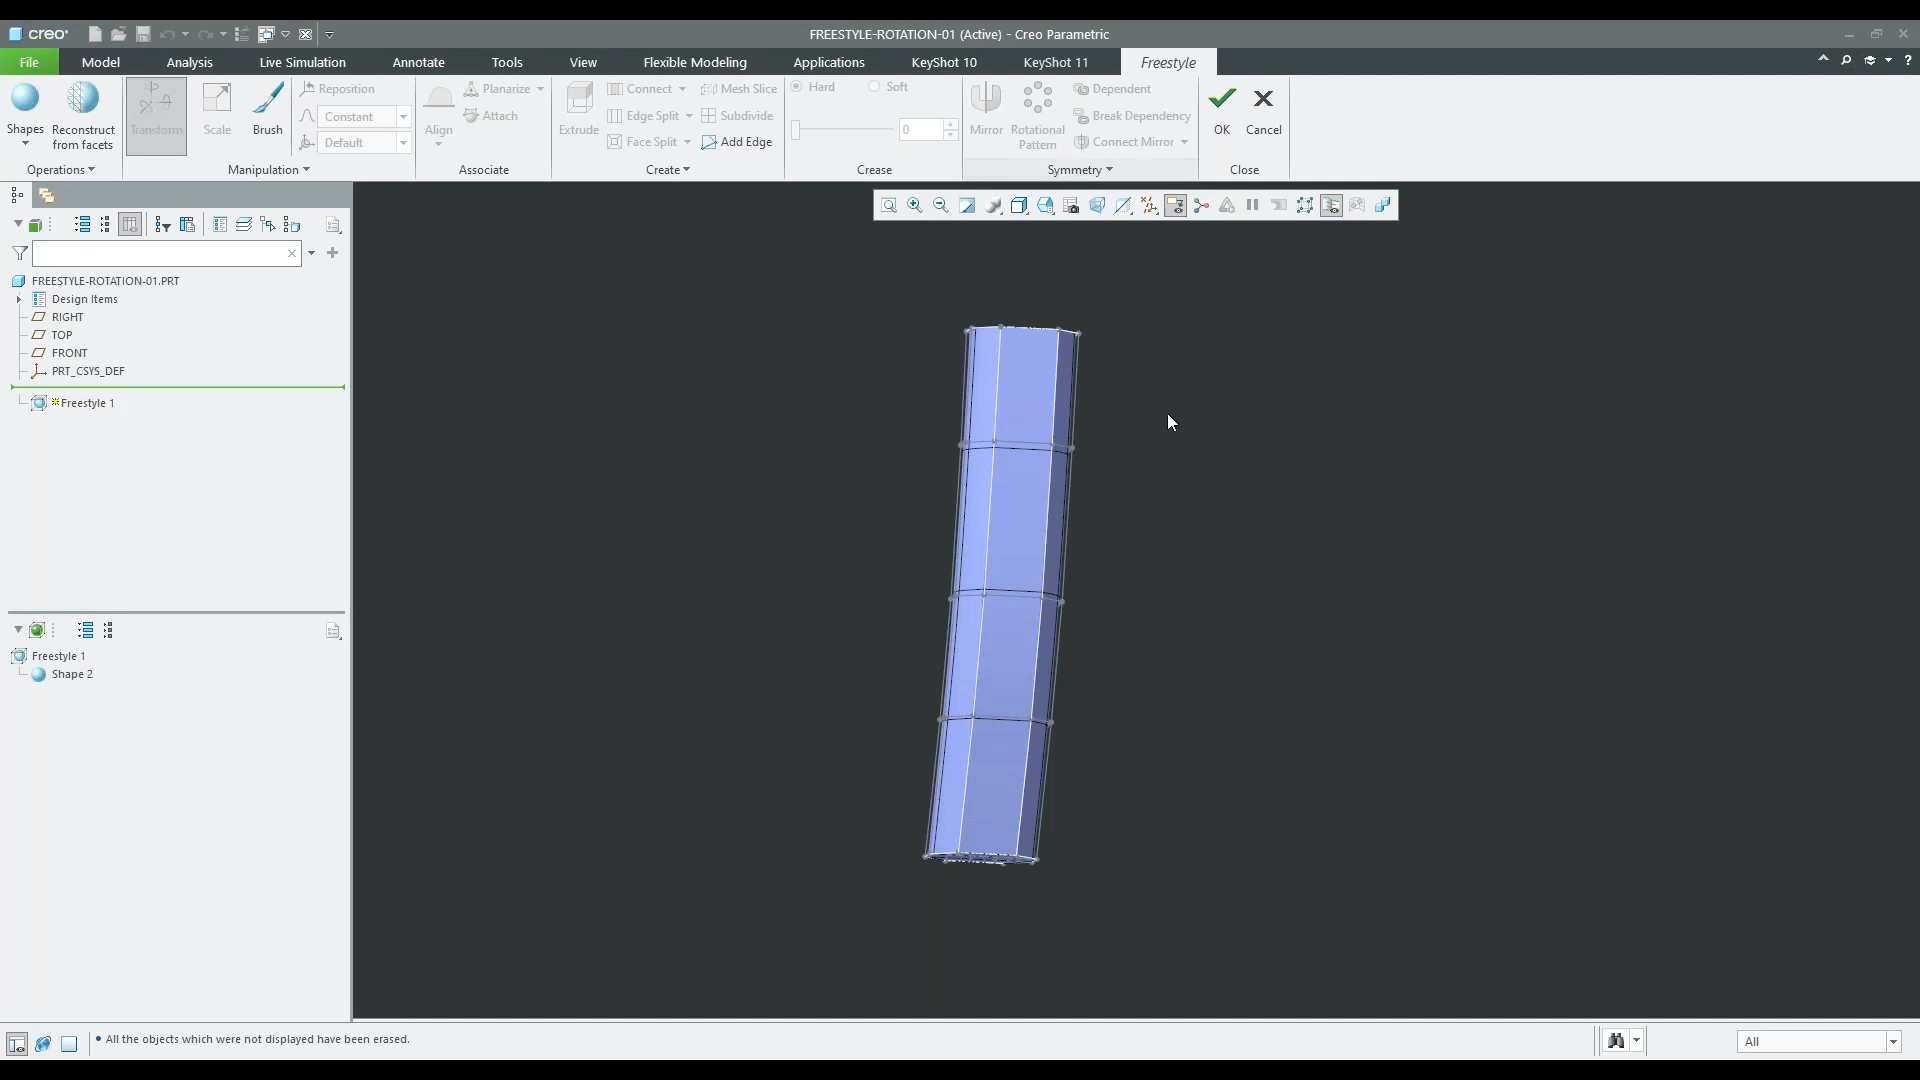 creo
FREESTYLE-ROTATION-01 (Active) - Creo Parametric
File Model Analysis Live Simulation Annotate Tools View Flexible Modeling Applications KeyShot 10 KeyShot 11 Freestyle
Shapes
Reconstruct from facets
Operations
Transform
Scale
Brush
Reposition
Constant
Default
Manipulation
Align
Planarize
Attach
Associate
Extrude
Connect
Edge Split
Face Split
Mesh Slice
Subdivide
Add Edge
Create
Hard Soft
0
Crease
Mirror
Rotational Pattern
Dependent
Break Dependency
Connect Mirror
Symmetry
OK
Cancel
Close
FREESTYLE-ROTATION-01.PRT
Design Items
RIGHT
TOP
FRONT
PRT_CSYS_DEF
Freestyle 1
Freestyle 1
Shape 2
• All the objects which were not displayed have been erased.
All